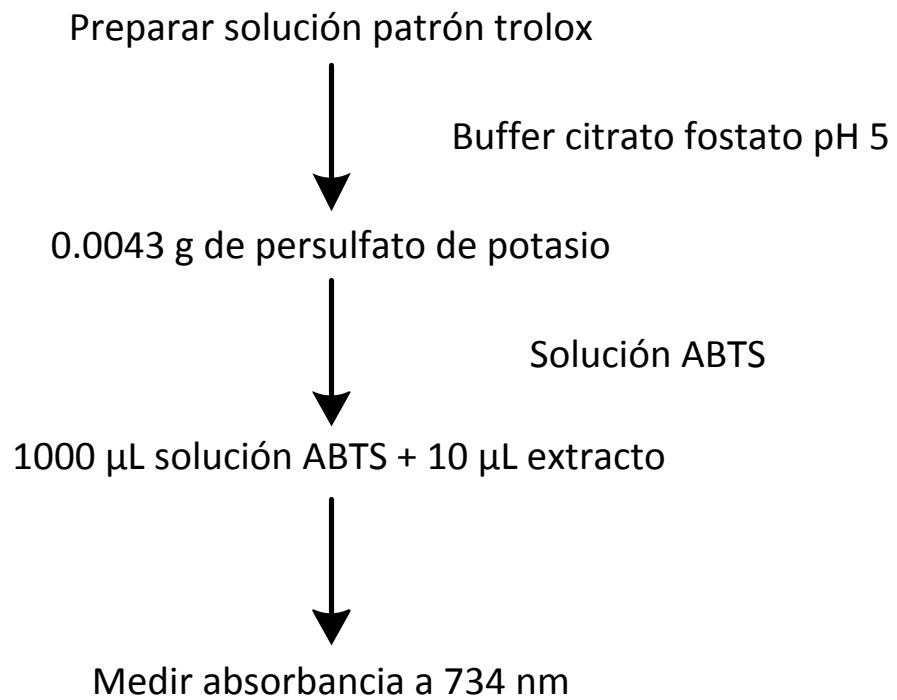 Preparar solución patrón trolox
Buffer citrato fostato pH 5
0.0043 g de persulfato de potasio
Solución ABTS
1000 µL solución ABTS + 10 µL extracto
Medir absorbancia a 734 nm